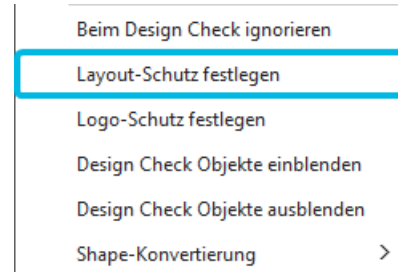 Beim Design Check ignorieren
Layout-Schutz festlegen
Logo-Schutz festlegen
Design Check Objekte einblenden
Design Check Objekte ausblenden
Shape-Konvertierung